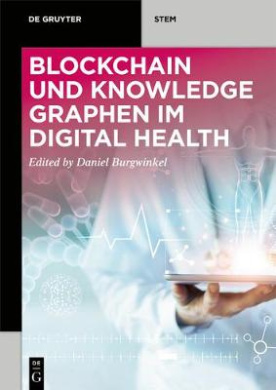 DE GRUYTER
STEM
BLOCKCHAIN
UND KNOWLEDGE
GRAPHEN IM
DIGITAL HEALTH
Edited by Daniel Burgwinkel
DE
G